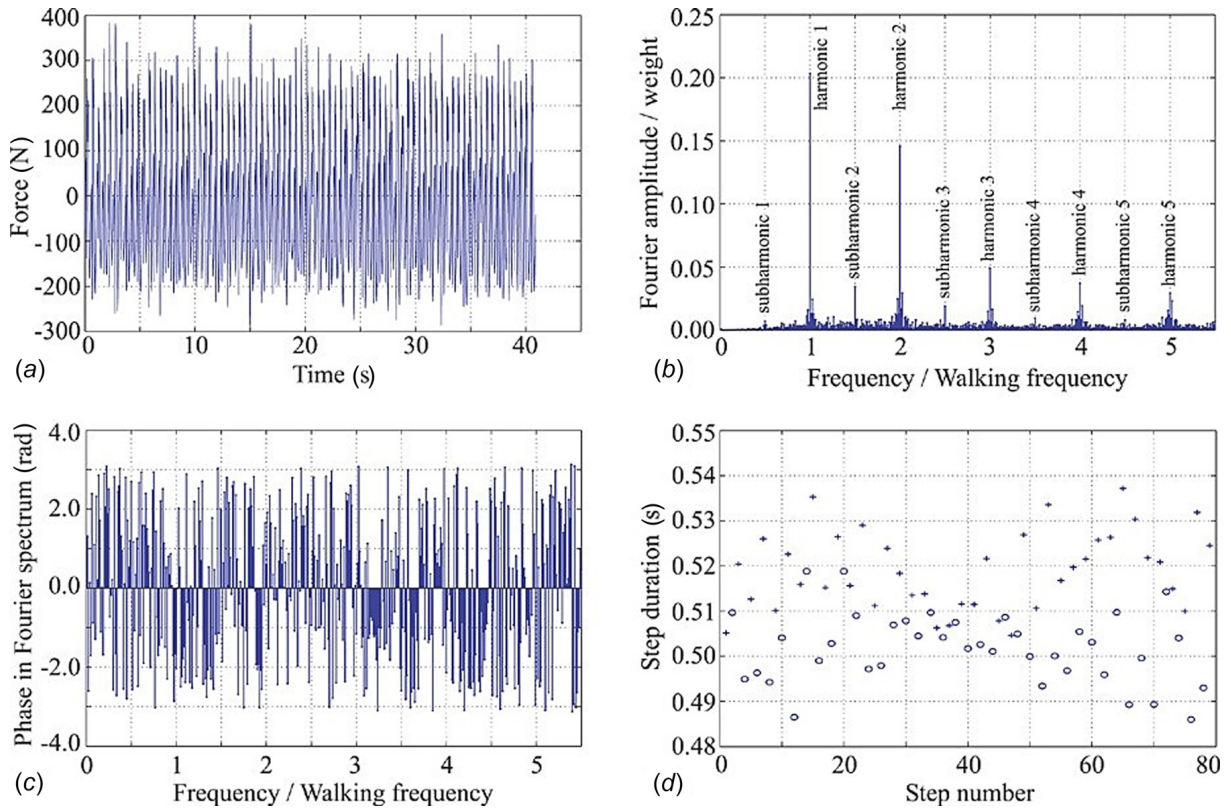 400
300
200
100
0
-100
-200
-300
Force (N)
0 10 20 30 40
Time (s)
(a)
0.25
0.20
0.15
0.10
0.05
0.00
Fourier amplitude / weight
subharmonic 1
harmonic 1
subharmonic 2
harmonic 2
subharmonic 3
harmonic 3
subharmonic 4
harmonic 4
subharmonic 5
harmonic 5
0 1 2 3 4 5
Frequency / Walking frequency
(b)
4.0
2.0
0.0
-2.0
-4.0
Phase in Fourier spectrum (rad)
0 1 2 3 4 5
Frequency / Walking frequency
(c)
0.55
0.54
0.53
0.52
0.51
0.50
0.49
0.48
Step duration (s)
0 20 40 60 80
Step number
(d)